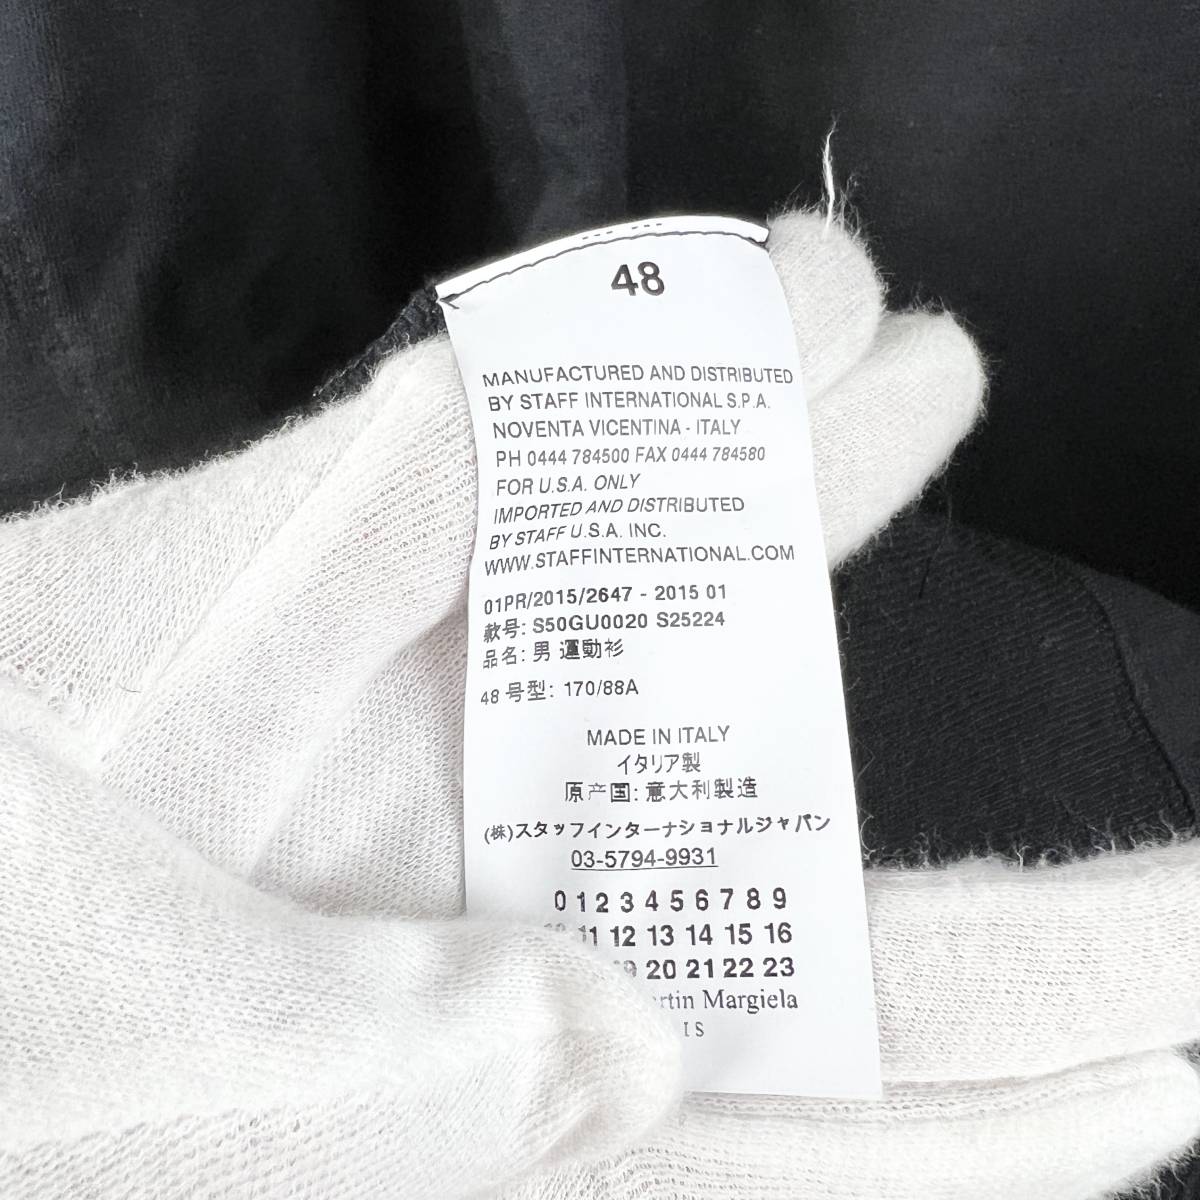 48
MANUFACTURED AND DISTRIBUTED
BY STAFF INTERNATIONAL S.P.A.
NOVENTA VICENTINA - ITALY
PH 0444 784500 FAX 0444 784580
FOR U.S.A. ONLY
IMPORTED AND DISTRIBUTED
BY STAFF U.S.A. INC.
WWW.STAFFINTERNATIONAL.COM
01PR/2015/2647 - 2015 01
款号: S50GU0020 S25224
品名: 男 運動衫
48 号型: 170/88A
MADE IN ITALY
イタリア製
原产国: 意大利製造
(株)スタッフインターナショナルジャパン
03-5794-9931
0 1 2 3 4 5 6 7 8 9
11 12 13 14 15 16
20 21 22 23
Margiela